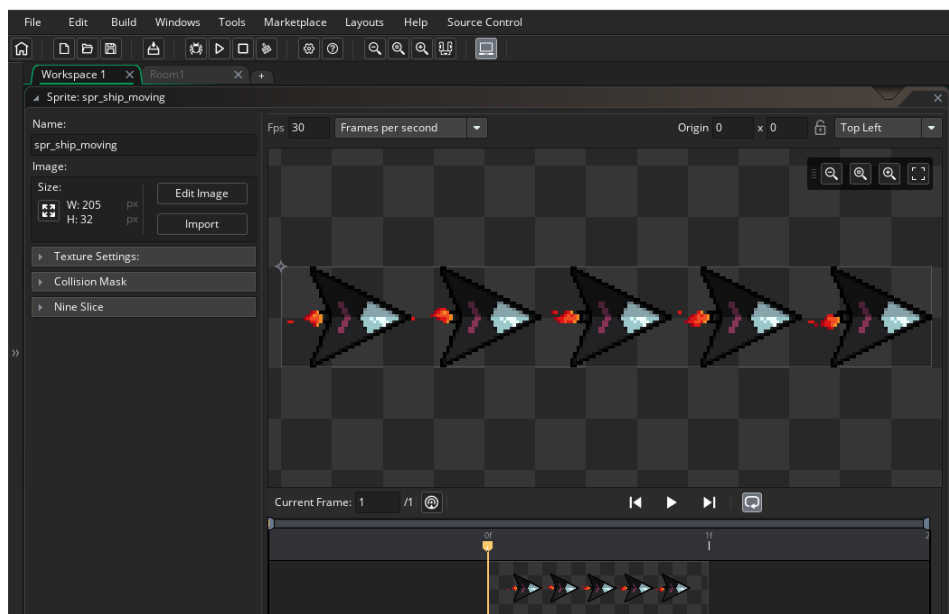 File Edit Build Windows Tools Marketplace Layouts Help Source Control
Workspace 1 Room1
Sprite: spr_ship_moving
Name:
spr_ship_moving
Image:
Size:
W: 205 px
H: 32 px
Edit Image
Import
Texture Settings:
Collision Mask
Nine Slice
Fps 30 Frames per second Origin 0 x 0 Top Left
Current Frame: 1 /1
0f 1f 2